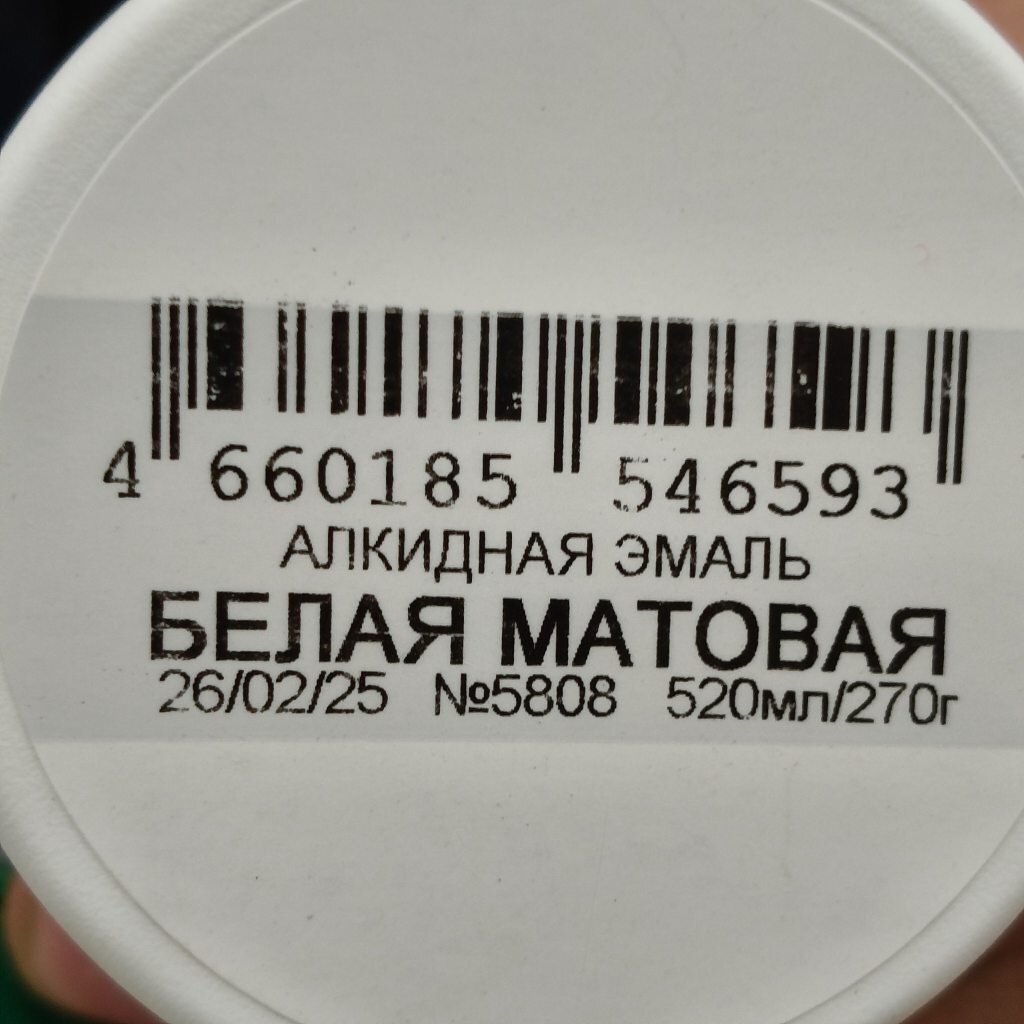 4 660185 546593
АЛКИДНАЯ ЭМАЛЬ
БЕЛАЯ МАТОВАЯ
26/02/25 №5808 520мл/270г